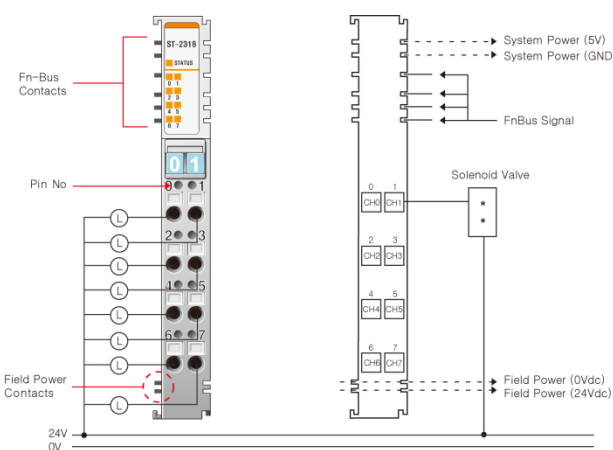 ST-2318
STATUS
0 1
2 3
4 5
6 7
Fn-Bus
Contacts
01
Pin No
0 1
2 3
4 5
6 7
L
L
L
L
L
L
L
L
Field Power
Contacts
24V
0V
System Power (5V)
System Power (GND
FnBus Signal
Solenoid Valve
0 1
CH0 CH1
* 
*
2 3
CH2 CH3
4 5
CH4 CH5
6 7
CH6 CH7
Field Power (0Vdc)
Field Power (24Vdc)